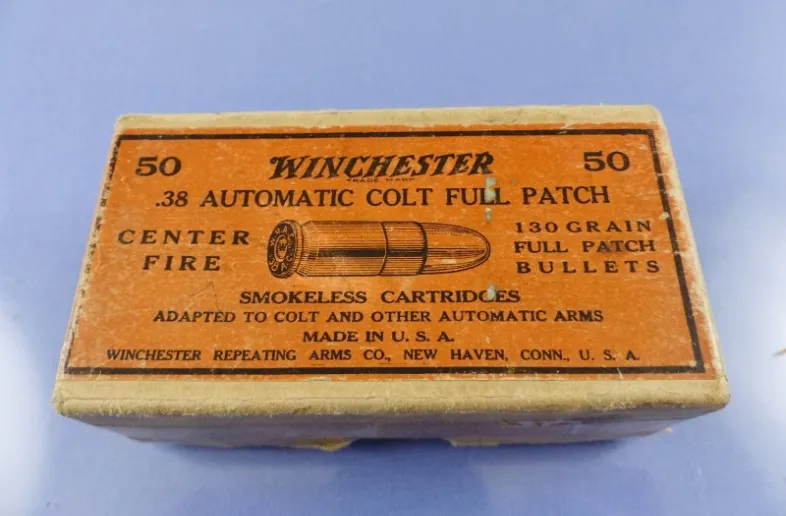 50 WINCHESTER 50
TRADE MARK
.38 AUTOMATIC COLT FULL PATCH
CENTER
FIRE
130 GRAIN
FULL PATCH
BULLETS
SMOKELESS CARTRIDGES
ADAPTED TO COLT AND OTHER AUTOMATIC ARMS
MADE IN U. S. A.
WINCHESTER REPEATING ARMS CO., NEW HAVEN, CONN., U. S. A.